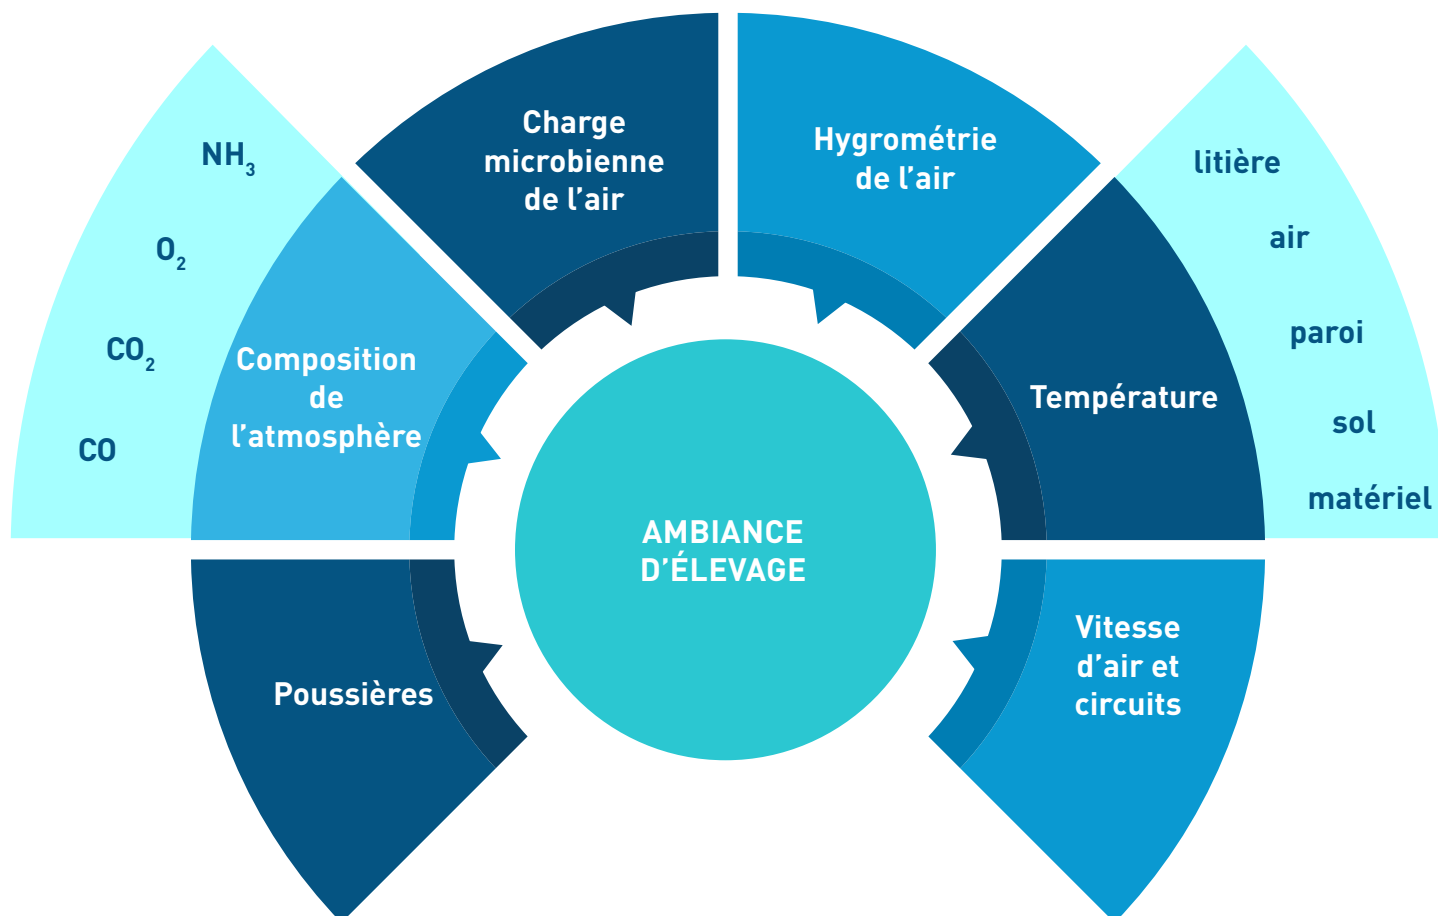 Charge
microbienne
de l’air
Hygrométrie
de l’air
NH₃
O₂
CO₂
CO
Composition
de
l’atmosphère
litière
air
paroi
sol
matériel
Température
AMBIANCE
D’ÉLEVAGE
Poussières
Vitesse
d’air et
circuits